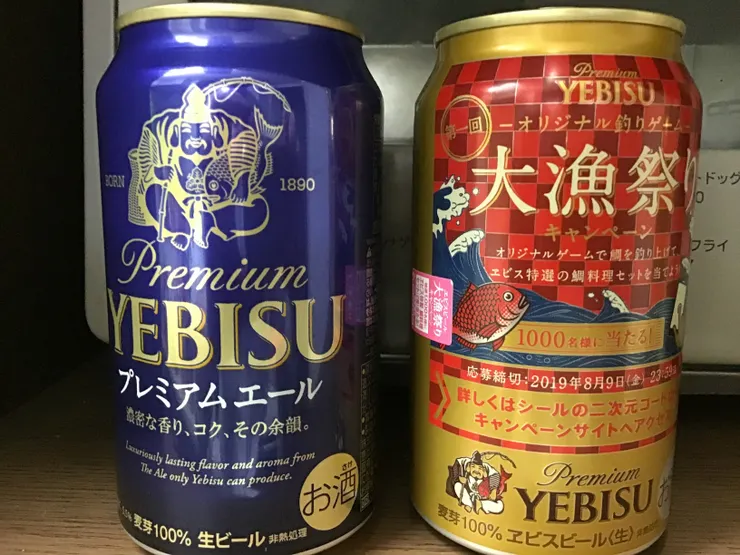 BORN 1890
Premium
YEBISU
プレミアム エール
濃密な香り、コク、その余韻。
Luxuriously lasting flavor and aroma from
The Ale only Yebisu can produce.
お酒
麦芽100% 生ビール 非熱処理
Premium
YEBISU
第一回
オリジナル釣りゲーム
大漁祭り
キャンペーン
オリジナルゲームで鯛を釣り上げて
ヱビス特選の鯛料理セットを当てよう
大漁祭り
1000名様に当たる!
応募締切:2019年8月9日(金)23:59
詳しくはシールの二次元コード
キャンペーンサイトへアクセ
Premium
YEBISU
お
麦芽100% ヱビスビール〈生〉
ドッグ
フライ